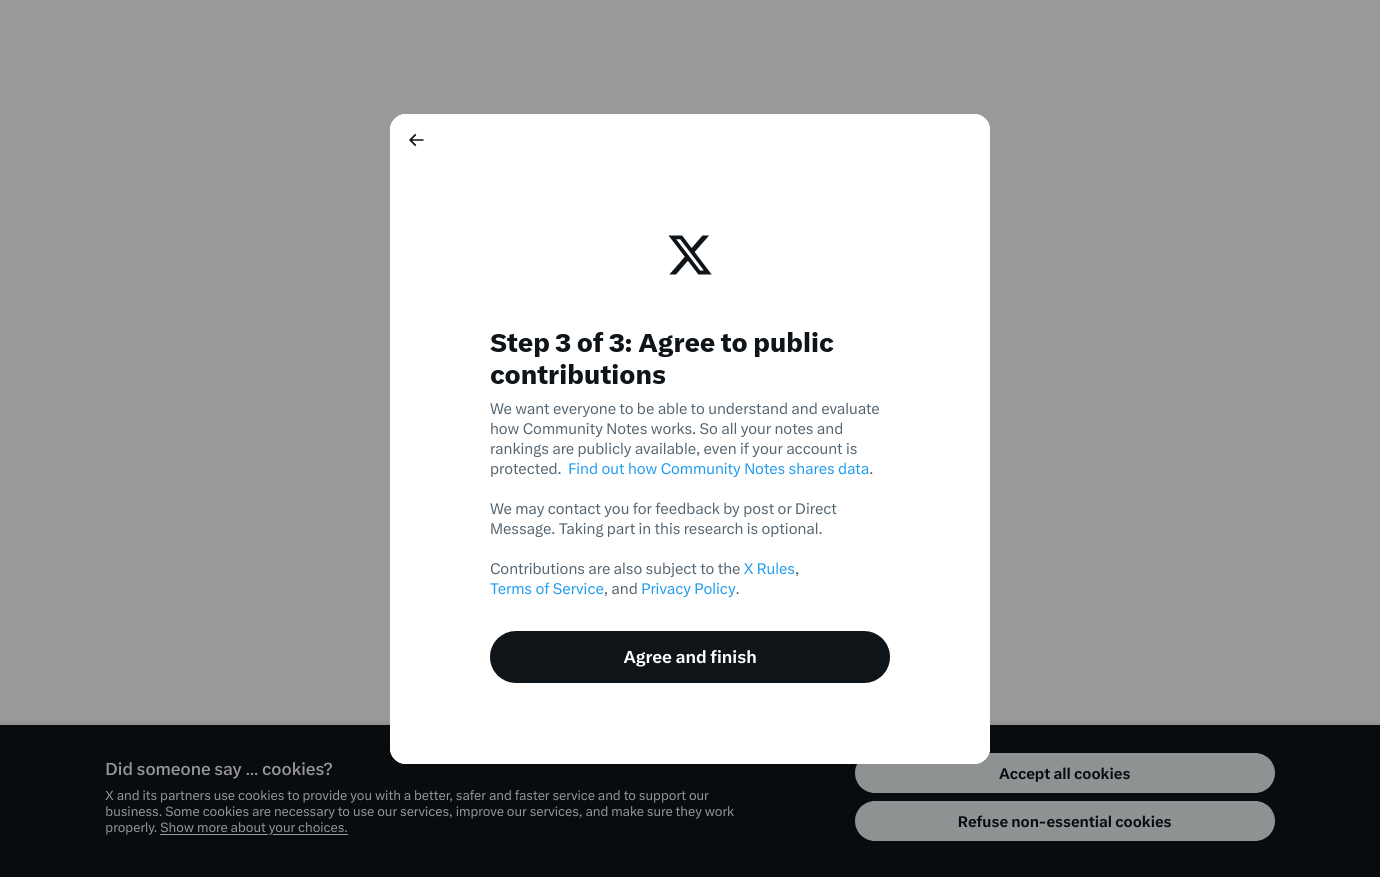 Step 3 of 3: Agree to public
contributions
We want everyone to be able to understand and evaluate
how Community Notes works. So all your notes and
rankings are publicly available, even if your account is
protected.  Find out how Community Notes shares data.
We may contact you for feedback by post or Direct
Message. Taking part in this research is optional.
Contributions are also subject to the X Rules,
Terms of Service, and Privacy Policy.
Agree and finish
Did someone say … cookies?
X and its partners use cookies to provide you with a better, safer and faster service and to support our
business. Some cookies are necessary to use our services, improve our services, and make sure they work
properly. Show more about your choices.
Accept all cookies
Refuse non-essential cookies